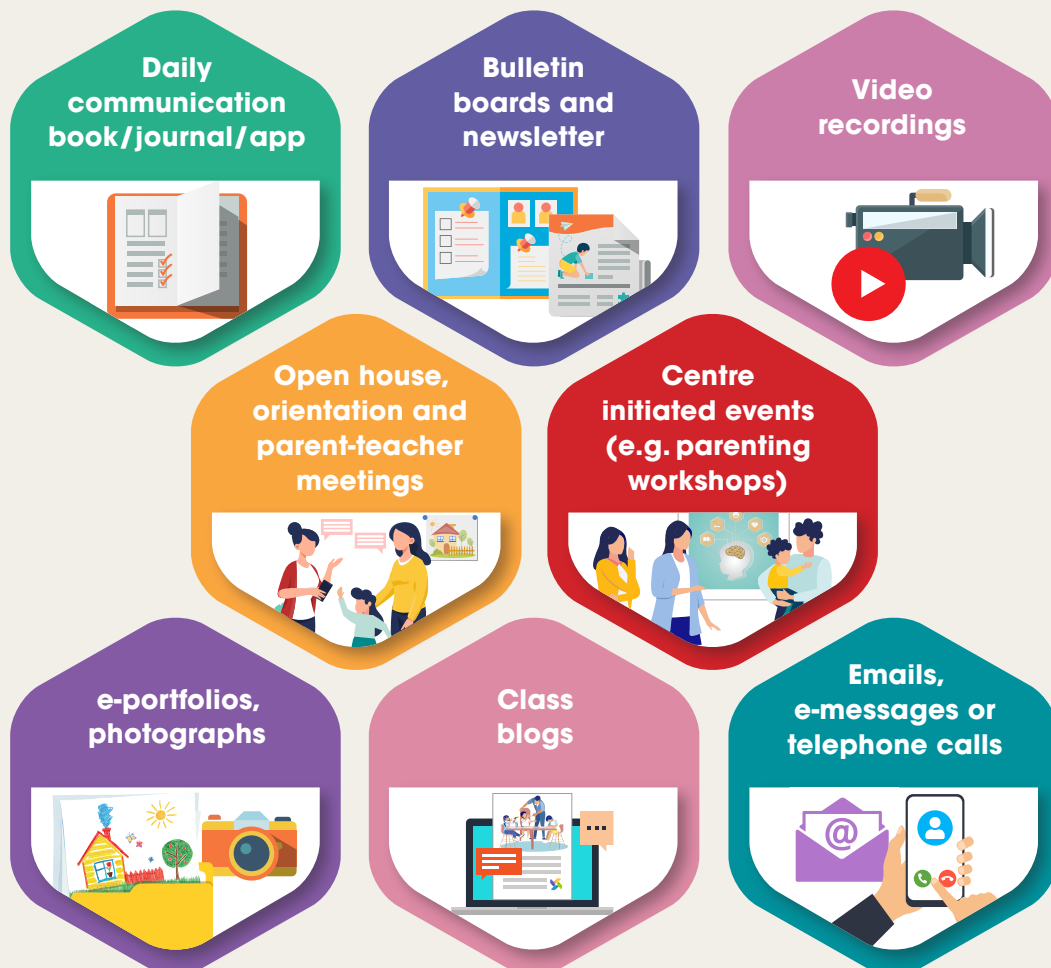 Daily
communication
book/journal/app
Bulletin
boards and
newsletter
Video
recordings
Open house,
orientation and
parent-teacher
meetings
Centre
initiated events
(e.g. parenting
workshops)
e-portfolios,
photographs
Class
blogs
Emails,
e-messages or
telephone calls
@